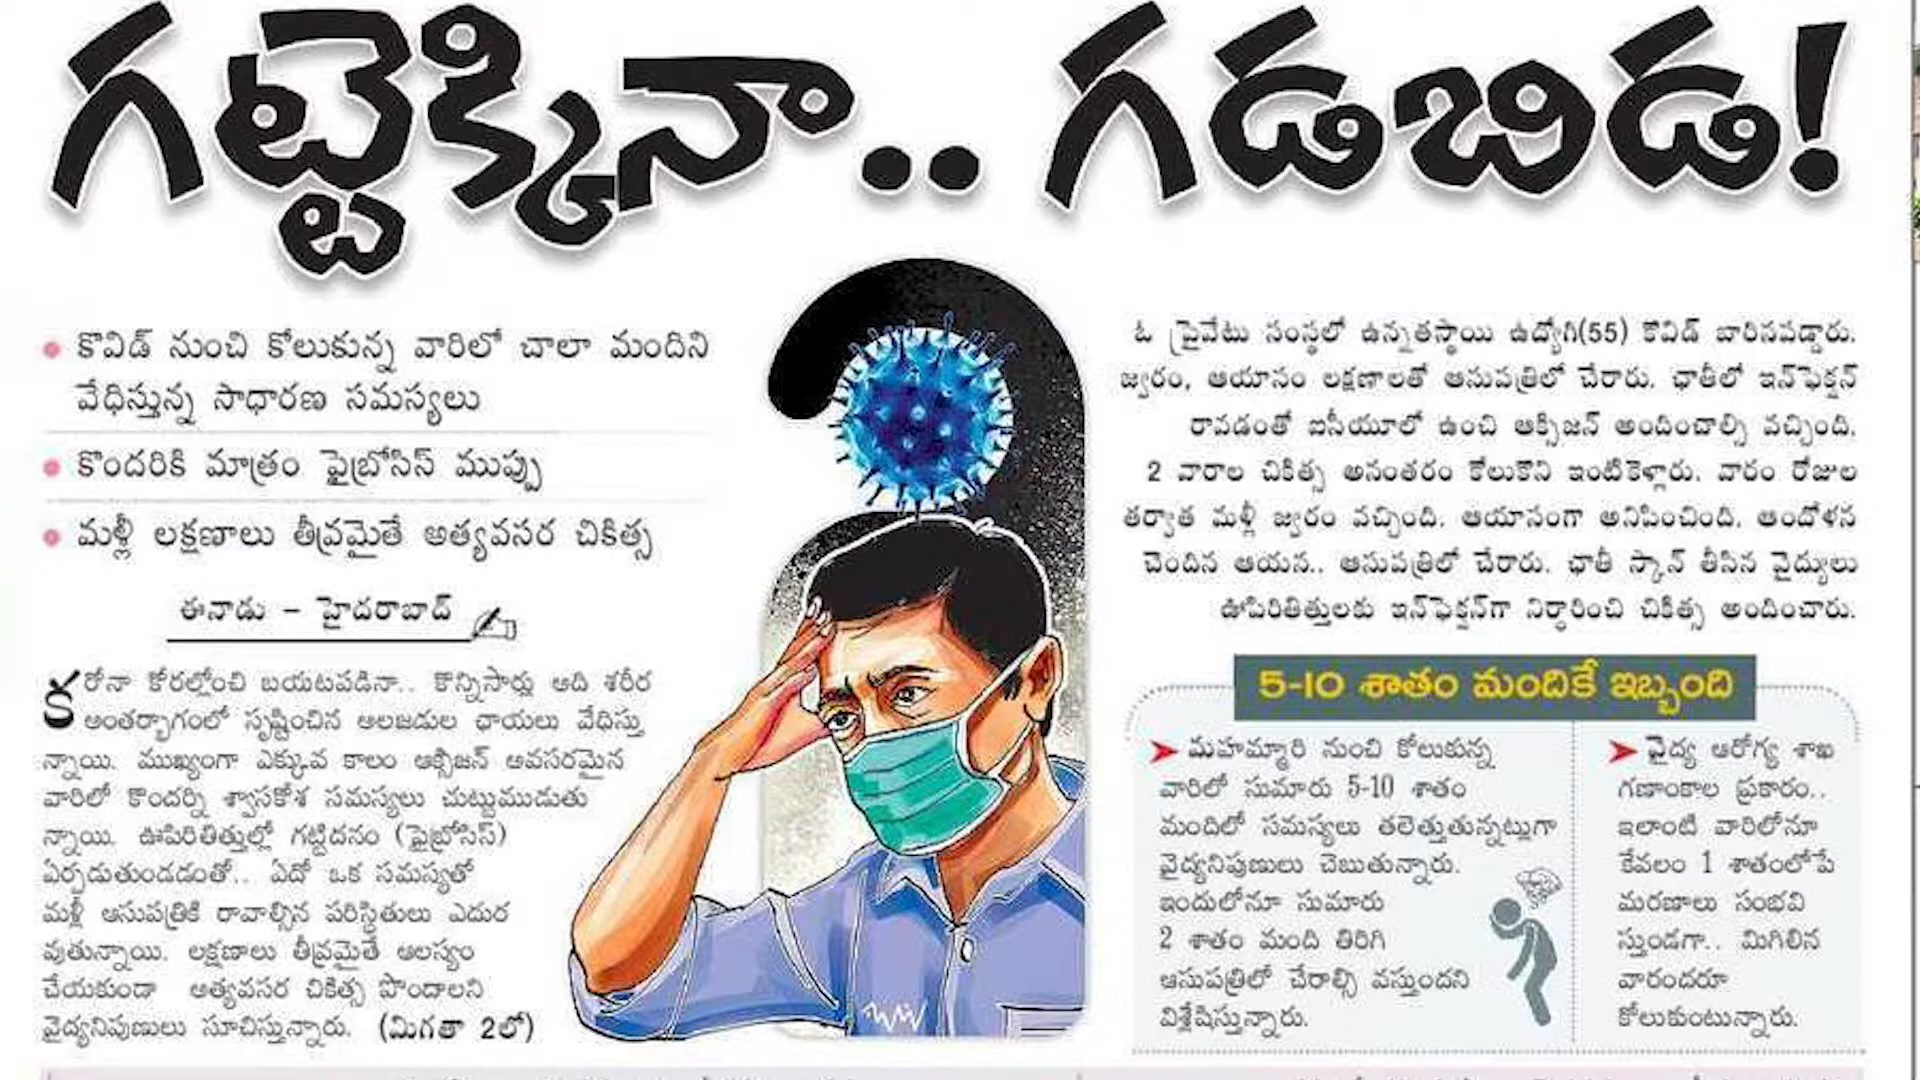 గట్టెక్కినా.. గడబిడ!
కొవిడ్ నుంచి కోలుకున్న వారిలో చాలా మందిని
వేధిస్తున్న సాధారణ సమస్యలు
కొందరికి మాత్రం ఫైబ్రోసిస్ ముప్పు
మళ్లీ లక్షణాలు తీవ్రమైతే అత్యవసర చికిత్స
ఈనాడు - హైదరాబాద్
కరోనా కోరల్లోంచి బయటపడినా.. కొన్నిసార్లు అది శరీర
అంతర్భాగంలో సృష్టించిన అలజడుల ఛాయలు వేధిస్తు
న్నాయి. ముఖ్యంగా ఎక్కువ కాలం ఆక్సిజన్ అవసరమైన
వారిలో కొందర్ని శ్వాసకోశ సమస్యలు చుట్టుముడుతు
న్నాయి. ఊపిరితిత్తుల్లో గట్టిదనం (ఫైబ్రోసిస్)
ఏర్పడుతుండడంతో.. ఏదో ఒక సమస్యతో
మళ్లీ ఆసుపత్రికి రావాల్సిన పరిస్థితులు ఎదుర
వుతున్నాయి. లక్షణాలు తీవ్రమైతే ఆలస్యం
చేయకుండా అత్యవసర చికిత్స పొందాలని
వైద్యనిపుణులు సూచిస్తున్నారు. (మిగతా 2లో)
ఓ ప్రైవేటు సంస్థలో ఉన్నతస్థాయి ఉద్యోగి(55) కొవిడ్ బారినపడ్డారు.
జ్వరం, ఆయాసం లక్షణాలతో ఆసుపత్రిలో చేరారు. ఛాతీలో ఇన్‌ఫెక్షన్
రావడంతో ఐసీయూలో ఉంచి ఆక్సిజన్ అందించాల్సి వచ్చింది.
2 వారాల చికిత్స అనంతరం కోలుకొని ఇంటికెళ్లారు. వారం రోజుల
తర్వాత మళ్లీ జ్వరం వచ్చింది. ఆయాసంగా అనిపించింది. ఆందోళన
చెందిన ఆయన.. ఆసుపత్రిలో చేరారు. ఛాతీ స్కాన్ తీసిన వైద్యులు
ఊపిరితిత్తులకు ఇన్‌ఫెక్షన్‌గా నిర్ధారించి చికిత్స అందించారు.
5-10 శాతం మందికే ఇబ్బంది
మహమ్మారి నుంచి కోలుకున్న
వారిలో సుమారు 5-10 శాతం
మందిలో సమస్యలు తలెత్తుతున్నట్లుగా
వైద్యనిపుణులు చెబుతున్నారు.
ఇందులోనూ సుమారు
2 శాతం మంది తిరిగి
ఆసుపత్రిలో చేరాల్సి వస్తుందని
విశ్లేషిస్తున్నారు.
వైద్య ఆరోగ్య శాఖ
గణాంకాల ప్రకారం..
ఇలాంటి వారిలోనూ
కేవలం 1 శాతంలోపే
మరణాలు సంభవి
స్తుండగా.. మిగిలిన
వారందరూ
కోలుకుంటున్నారు.